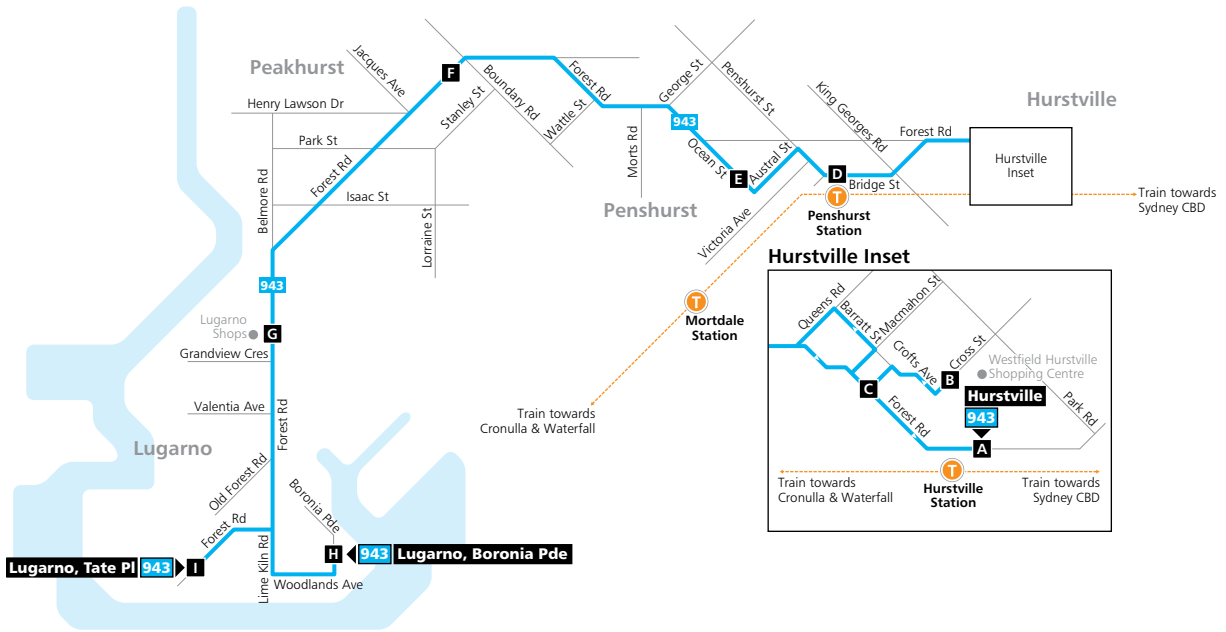 Peakhurst
Jacques Ave
F
Boundary Rd
Stanley St
Wattle St
Forest Rd
George St
Penshurst St
King Georges Rd
Hurstville
Henry Lawson Dr
Park St
Forest Rd
Belmore Rd
Isaac St
Lorraine St
Morts Rd
943
Ocean St
E
Austral St
D
Bridge St
Forest Rd
Hurstville
Inset
Penshurst
Victoria Ave
T
Penshurst
Station
Train towards
Sydney CBD
943
Lugarno
Shops
G
Grandview Cres
Valentia Ave
Forest Rd
Lugarno
Old Forest Rd
Forest Rd
Boronia Pde
Lime Kiln Rd
Woodlands Ave
H
943
Lugarno, Boronia Pde
Lugarno, Tate Pl
943
I
T
Mortdale
Station
Train towards
Cronulla & Waterfall
Hurstville Inset
Queens Rd
Barratt St
Macmahon St
Crofts Ave
Cross St
B
C
Westfield Hurstville
Shopping Centre
Hurstville
943
A
Park Rd
Forest Rd
T
Train towards
Cronulla & Waterfall
Hurstville
Station
Train towards
Sydney CBD